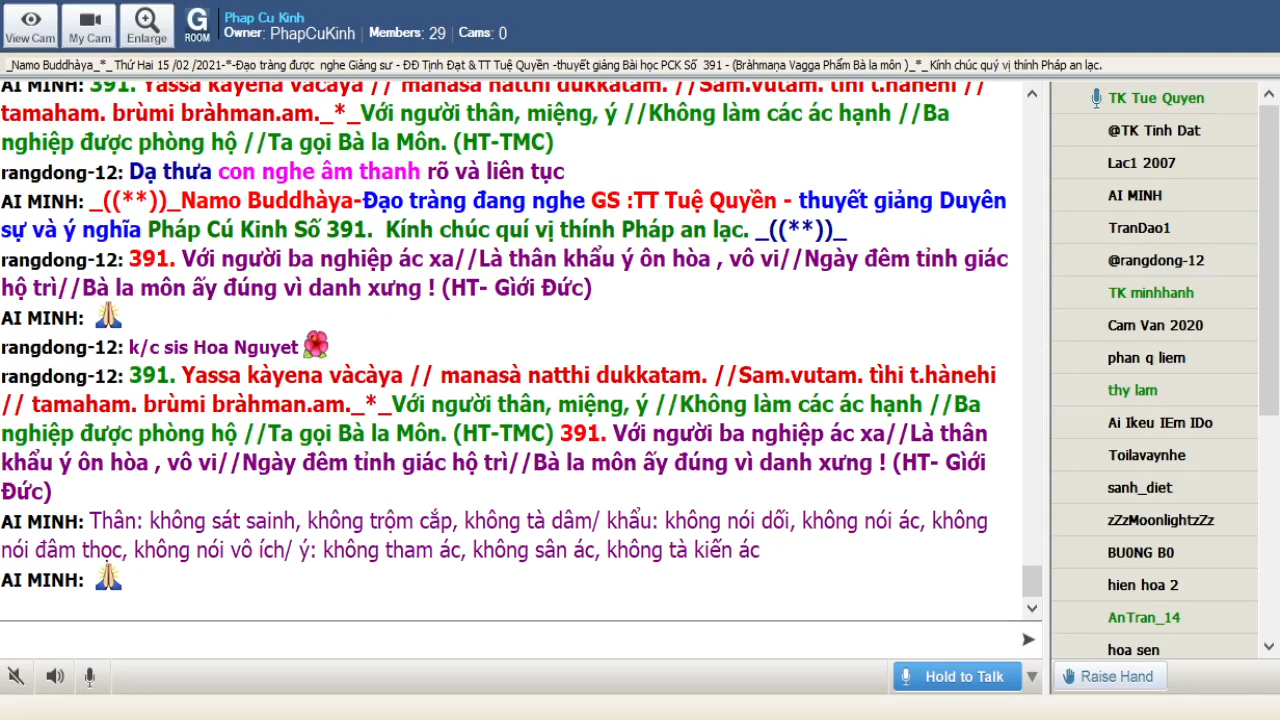 View Cam
My Cam
Enlarge
G
ROOM
Phap Cu Kinh
Owner: PhapCuKinh | Members: 29 | Cams: 0
_Namo Buddhàya_*_ Thứ Hai 15 /02 /2021-*-Đạo tràng được nghe Giảng sư - ĐĐ Tịnh Đạt & TT Tuệ Quyền -thuyết giảng Bài học PCK Số 391 - (Bràhmaṇa Vagga Phẩm Bà la môn )_*_Kính chúc quý vị thính Pháp an lạc.
AI MINH: 391. Yassa kàyena vàcàya // manasà natthi dukkatam. //Sam.vutam. tìhi t.hànehi //
tamaham. brùmi bràhman.am._*_Với người thân, miệng, ý //Không làm các ác hạnh //Ba
nghiệp được phòng hộ //Ta gọi Bà la Môn. (HT-TMC)
rangdong-12: Dạ thưa con nghe âm thanh rõ và liên tục
AI MINH: _((**))_Namo Buddhàya-Đạo tràng đang nghe GS :TT Tuệ Quyền - thuyết giảng Duyên
sự và ý nghĩa Pháp Cú Kinh Số 391. Kính chúc quí vị thính Pháp an lạc. _((**))_
rangdong-12: 391. Với người ba nghiệp ác xa//Là thân khẩu ý ôn hòa , vô vi//Ngày đêm tỉnh giác
hộ trì//Bà la môn ấy đúng vì danh xưng ! (HT- Giới Đức)
AI MINH:
rangdong-12: k/c sis Hoa Nguyet
rangdong-12: 391. Yassa kàyena vàcàya // manasà natthi dukkatam. //Sam.vutam. tìhi t.hànehi
// tamaham. brùmi bràhman.am._*_Với người thân, miệng, ý //Không làm các ác hạnh //Ba
nghiệp được phòng hộ //Ta gọi Bà la Môn. (HT-TMC) 391. Với người ba nghiệp ác xa//Là thân
khẩu ý ôn hòa , vô vi//Ngày đêm tỉnh giác hộ trì//Bà la môn ấy đúng vì danh xưng ! (HT- Giới
Đức)
AI MINH: Thân: không sát sainh, không trộm cắp, không tà dâm/ khẩu: không nói dối, không nói ác, không
nói đâm thọc, không nói vô ích/ ý: không tham ác, không sân ác, không tà kiến ác
AI MINH:
Hold to Talk
TK Tue Quyen
@TK Tinh Dat
Lac1 2007
AI MINH
TranDao1
@rangdong-12
TK minhhanh
Cam Van 2020
phan q liem
thy lam
Ai Ikeu IEm IDo
Toilavaynhe
sanh_diet
zZzMoonlightzZz
BU0NG B0
hien hoa 2
AnTran_14
hoa sen
Raise Hand